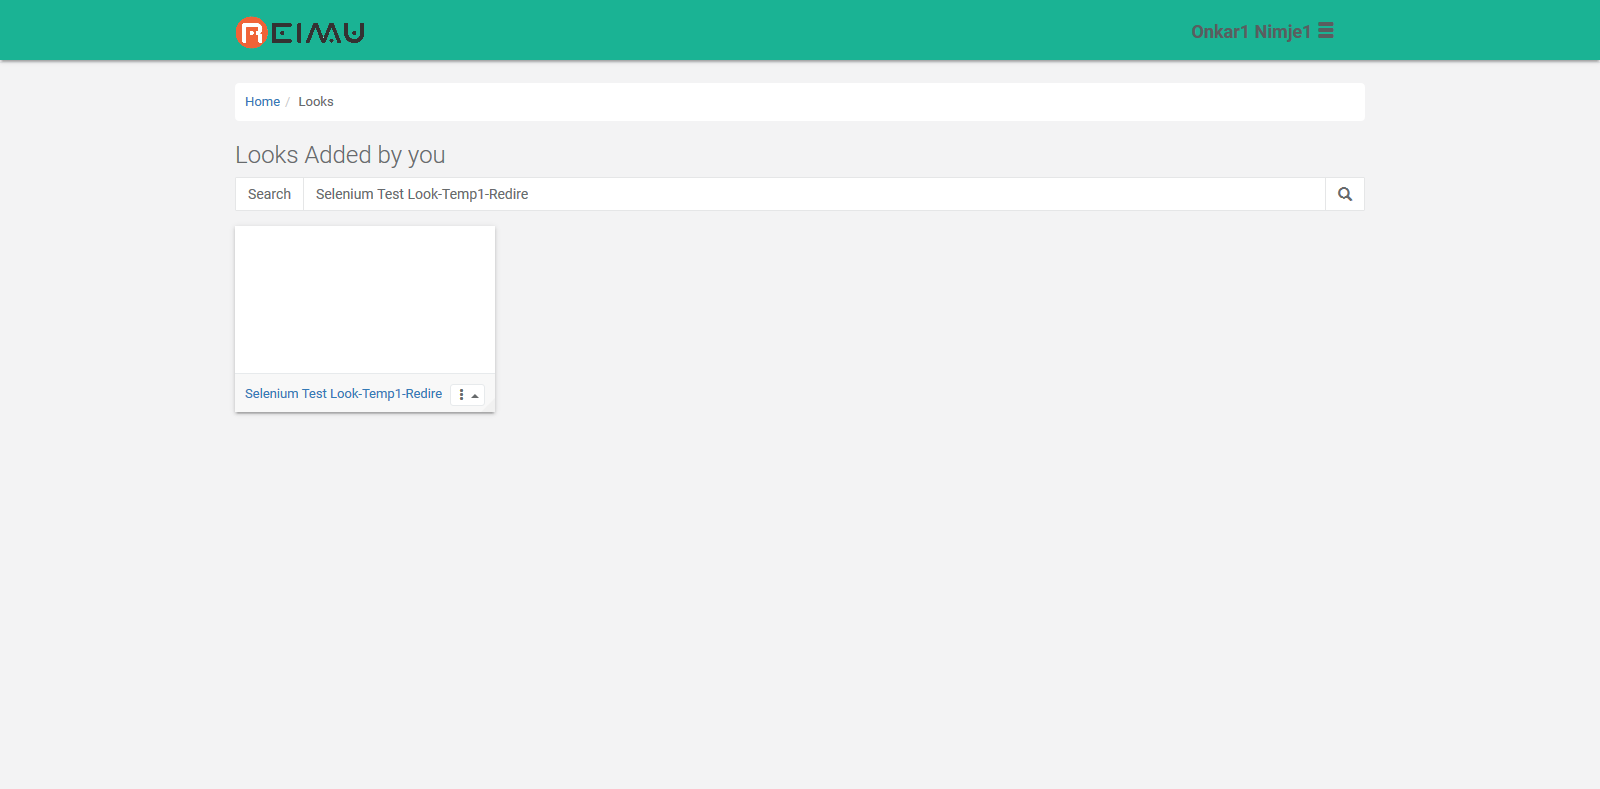 REIMU
Onkar1 Nimje1
Home / Looks
Looks Added by you
Search Selenium Test Look-Temp1-Redire
Selenium Test Look-Temp1-Redire